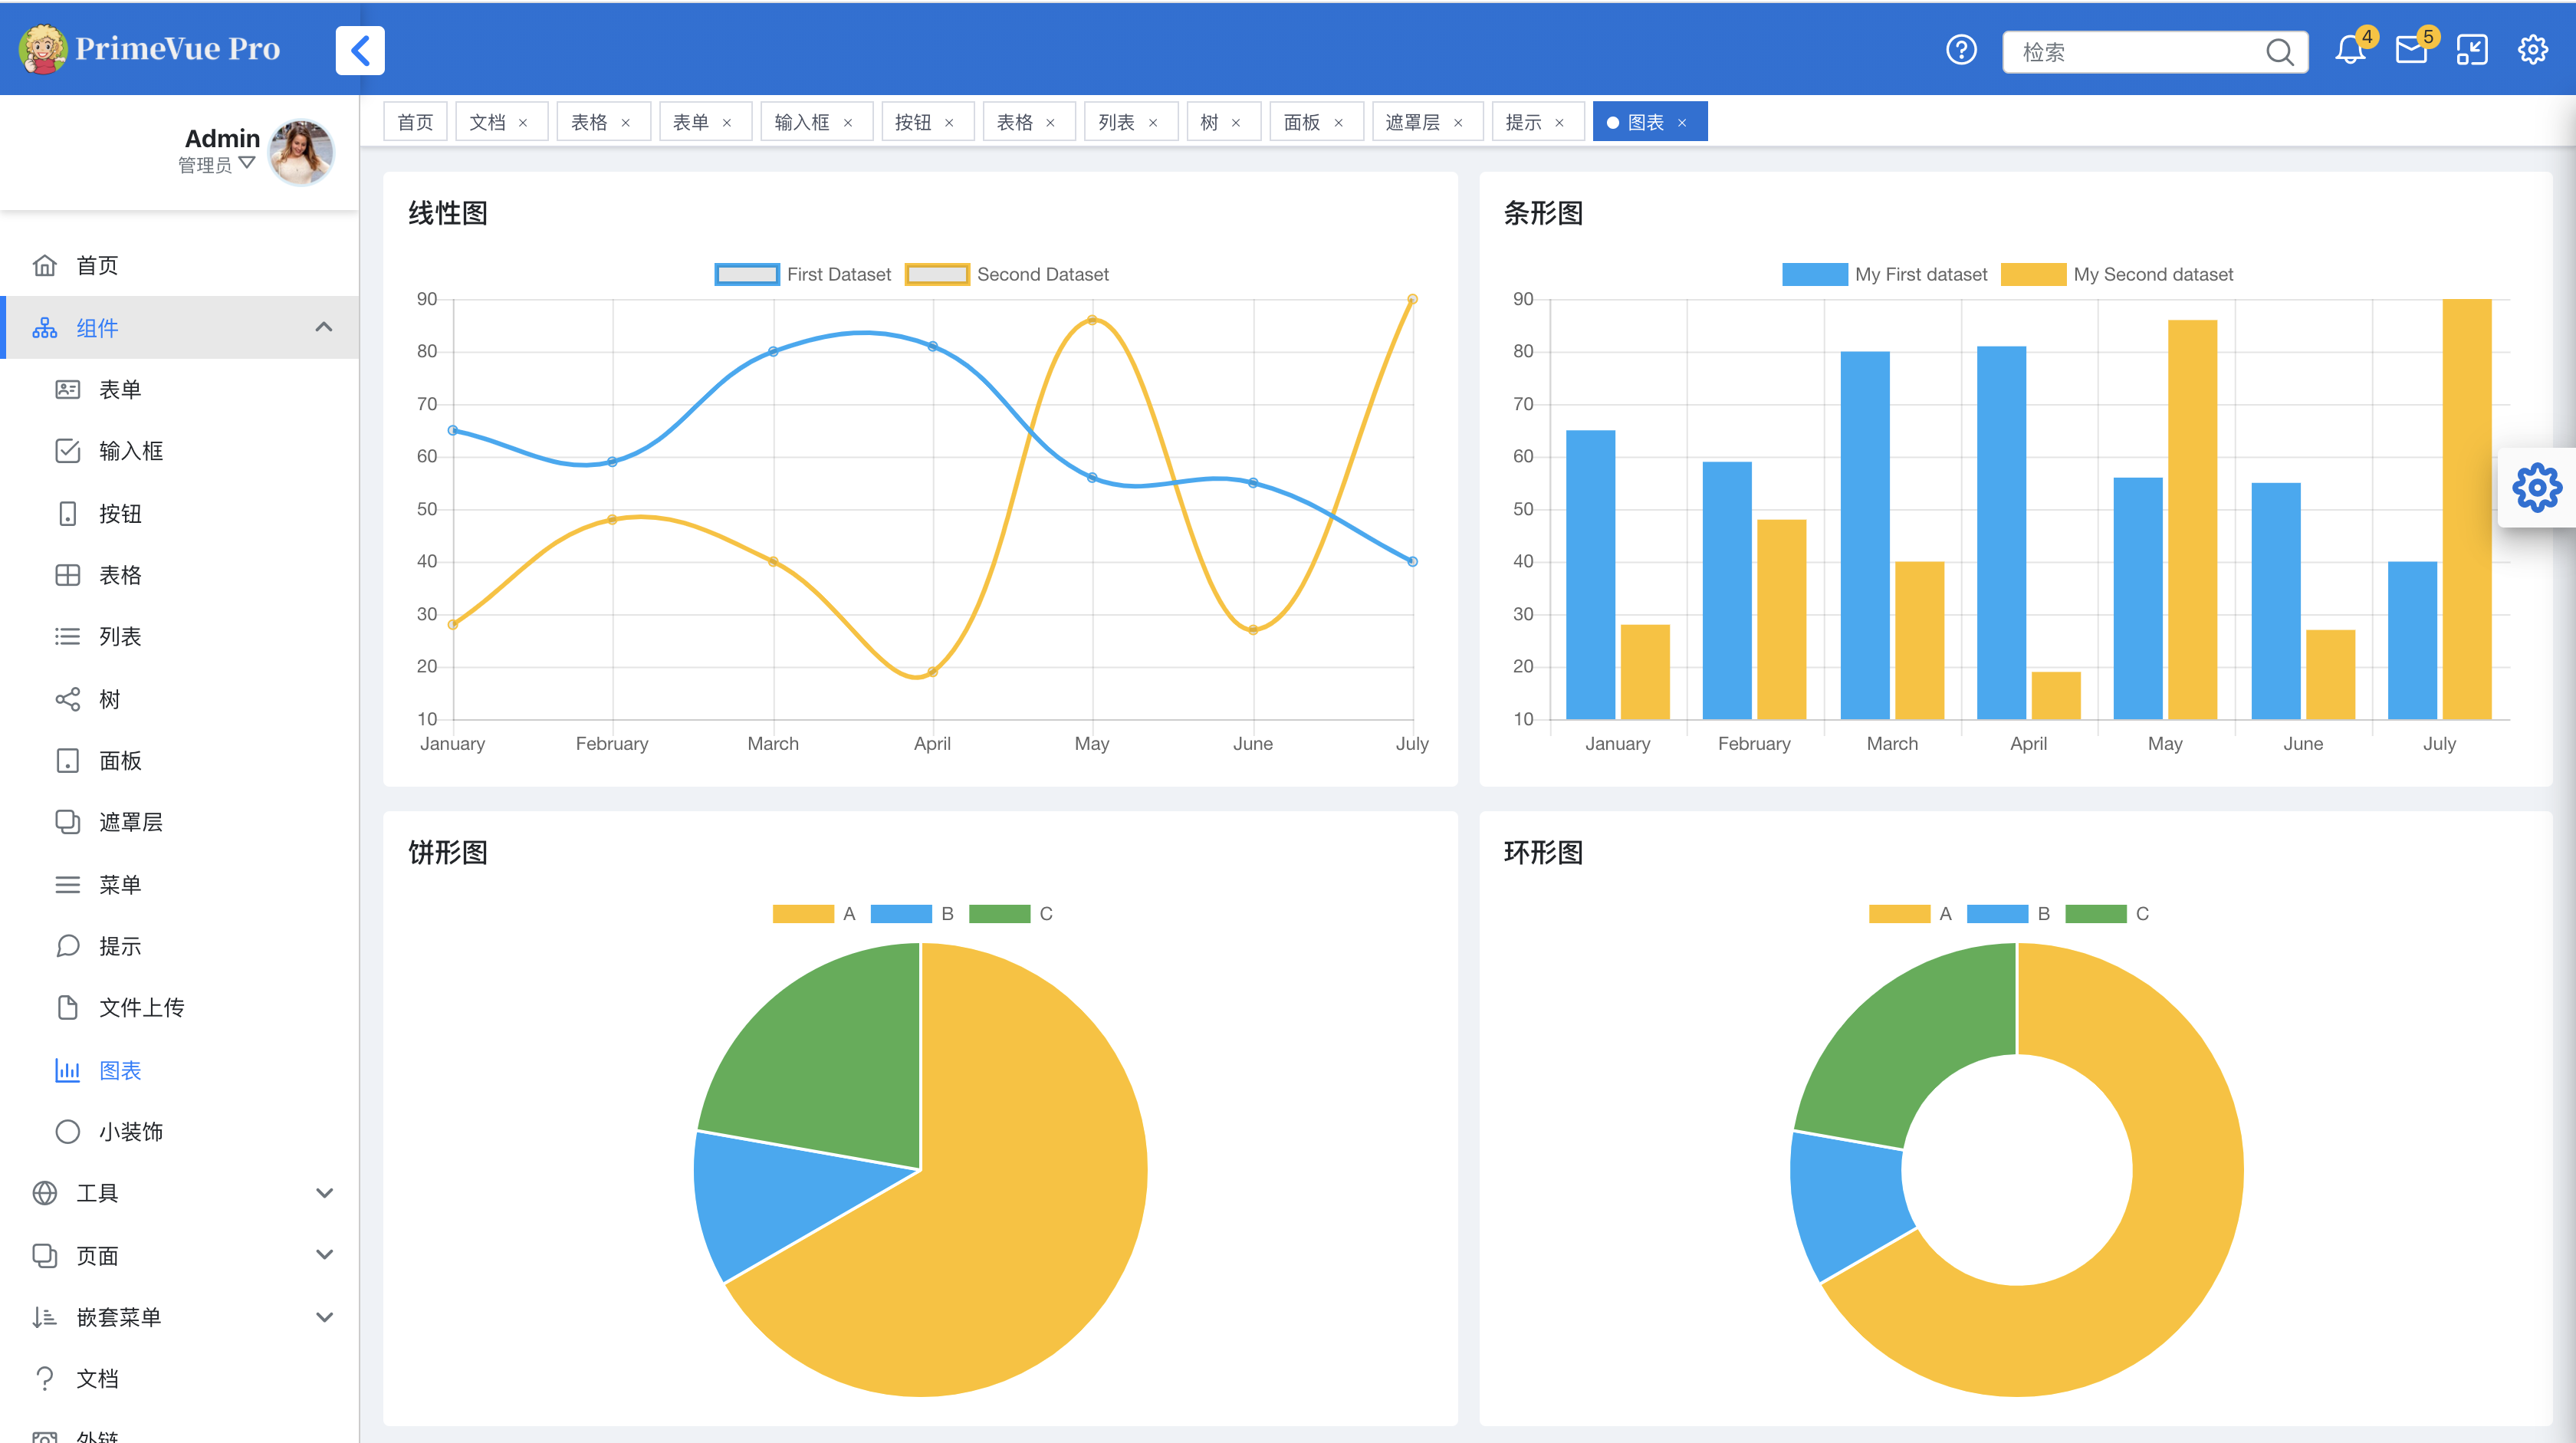 PrimeVue Pro
检索
4
5
Admin
管理员
首页 文档 × 表格 × 表单 × 输入框 × 按钮 × 表格 × 列表 × 树 × 面板 × 遮罩层 × 提示 × 图表 ×
首页
组件
表单
输入框
按钮
表格
列表
树
面板
遮罩层
菜单
提示
文件上传
图表
小装饰
工具
页面
嵌套菜单
文档
外链
线性图
First Dataset Second Dataset
90
80
70
60
50
40
30
20
10
January February March April May June July
条形图
My First dataset My Second dataset
90
80
70
60
50
40
30
20
10
January February March April May June July
饼形图
A B C
环形图
A B C